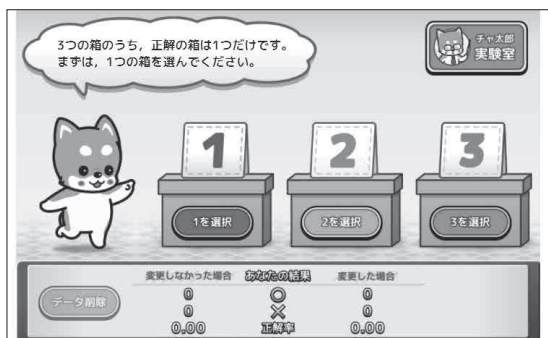 3つの箱のうち，正解の箱は1つだけです。
まずは，1つの箱を選んでください。
チャ太郎
実験室
1
2
3
1を選択
2を選択
3を選択
変更しなかった場合 あなたの結果 変更した場合
データ削除
0 ○ 0
0 × 0
0.00 正解率 0.00